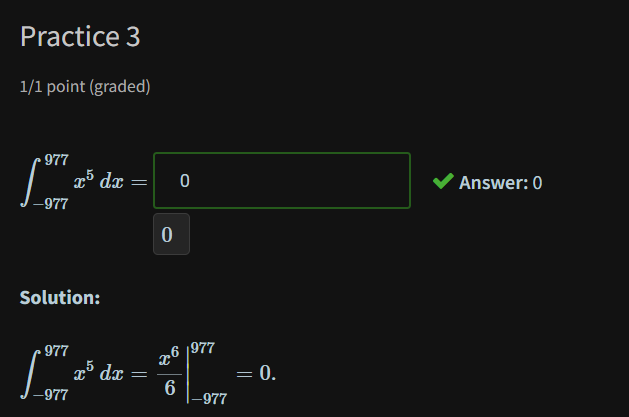 Practice 3
1/1 point (graded)
∫_{-977}^{977} x^5 dx = 0 ✔ Answer: 0
0
Solution:
∫_{-977}^{977} x^5 dx = x^6/6 |_{-977}^{977} = 0.